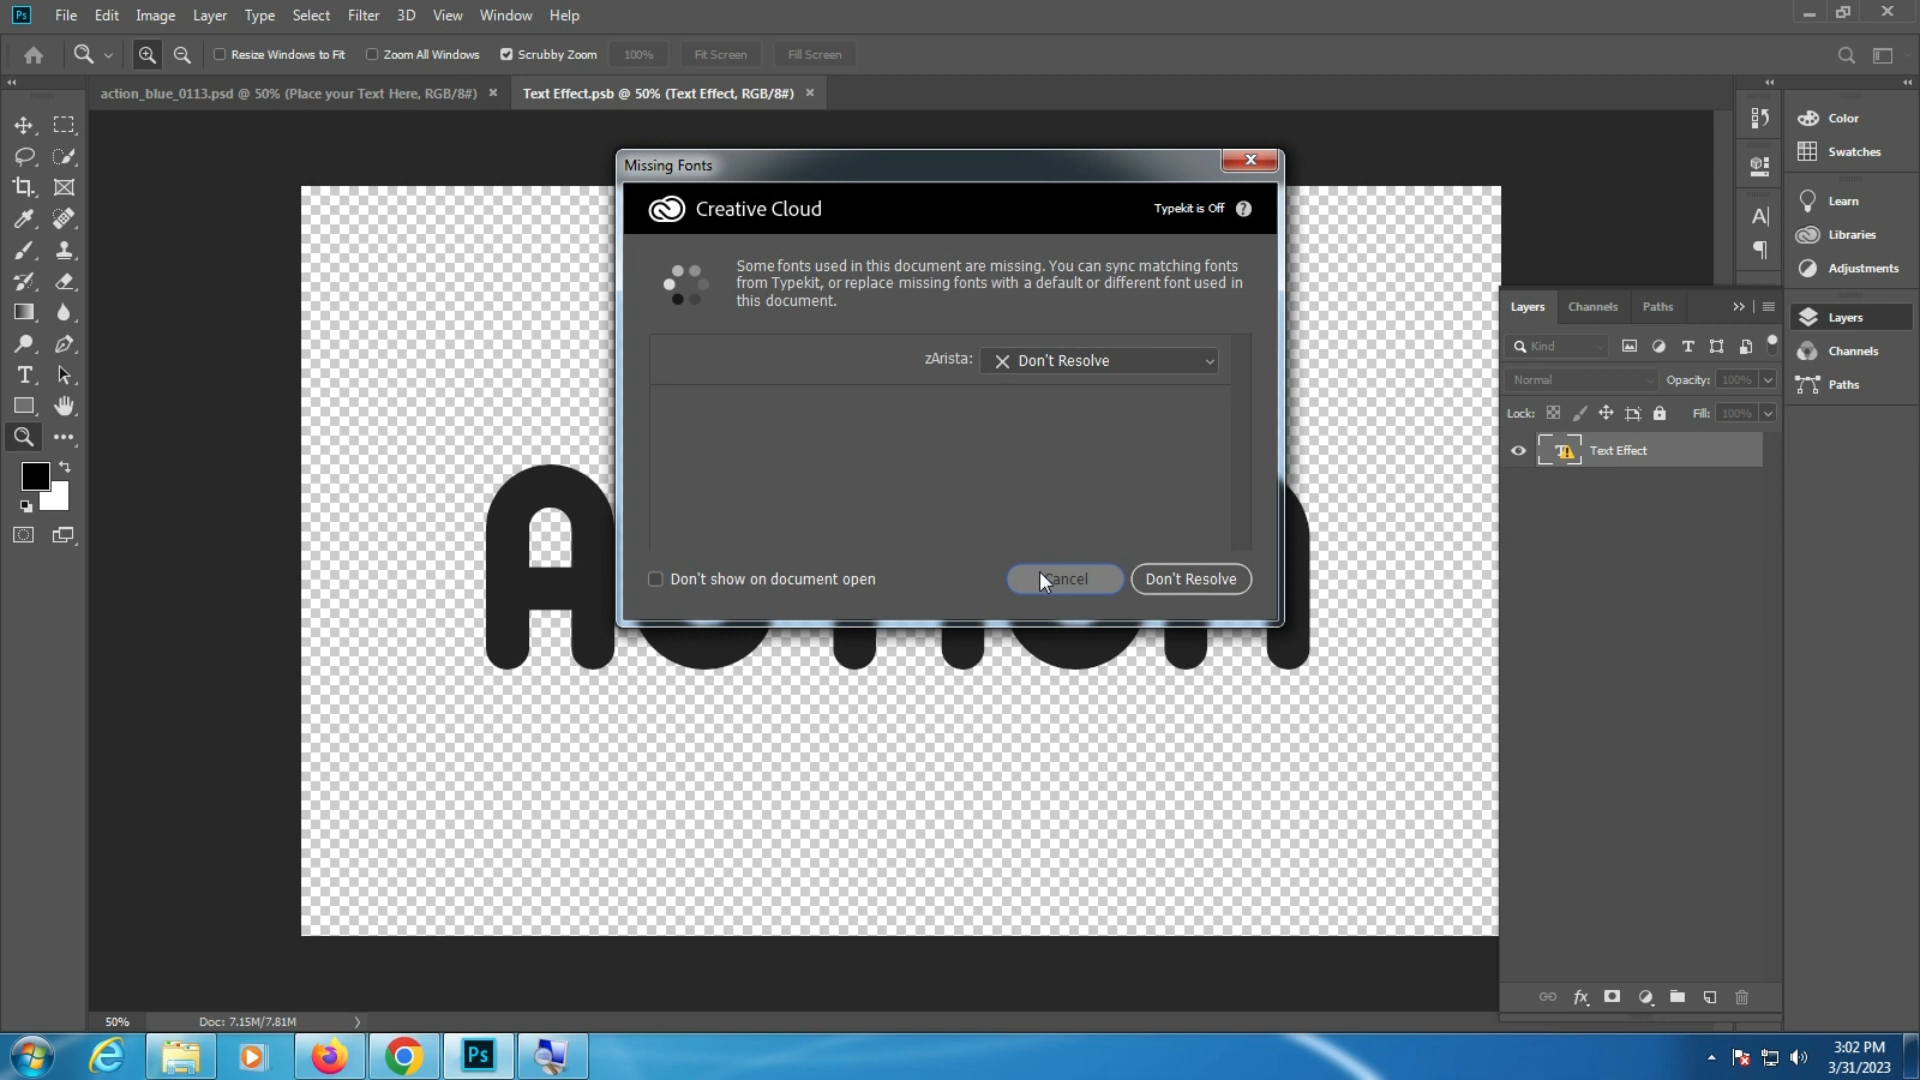 Ps File Edit Image Layer Type Select Filter 3D View Window Help
Resize Windows to Fit Zoom All Windows Scrubby Zoom 100% Fit Screen Fill Screen
action_blue_0113.psd @ 50% (Place your Text Here, RGB/8#) × Text Effect.psb @ 50% (Text Effect, RGB/8#) ×
Missing Fonts
Creative Cloud
Typekit is Off ?
Some fonts used in this document are missing. You can sync matching fonts
from Typekit, or replace missing fonts with a default or different font used in
this document.
zArista: Don't Resolve
Don't show on document open
Don't Resolve
A
Color
Swatches
Learn
Libraries
Adjustments
Layers
Channels
Paths
Layers Channels Paths
Kind
Normal Opacity: 100%
Lock: Fill: 100%
Text Effect
fx
50% Doc: 7.15M/7.81M
Ps
3:02 PM
3/31/2023